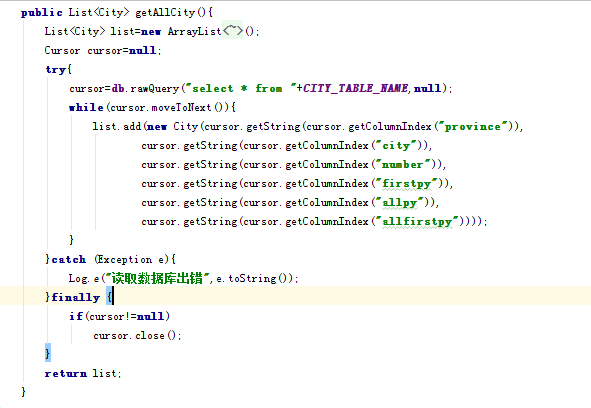 public List<City> getAllCity(){
List<City> list=new ArrayList<~>();
Cursor cursor=null;
try{
cursor=db.rawQuery("select * from "+CITY_TABLE_NAME,null);
while(cursor.moveToNext()){
list.add(new City(cursor.getString(cursor.getColumnIndex("province")),
cursor.getString(cursor.getColumnIndex("city")),
cursor.getString(cursor.getColumnIndex("number")),
cursor.getString(cursor.getColumnIndex("firstpy")),
cursor.getString(cursor.getColumnIndex("allpy")),
cursor.getString(cursor.getColumnIndex("allfirstpy"))));
}
}catch (Exception e){
Log.e("读取数据库出错",e.toString());
}finally {
if(cursor!=null)
cursor.close();
}
return list;
}